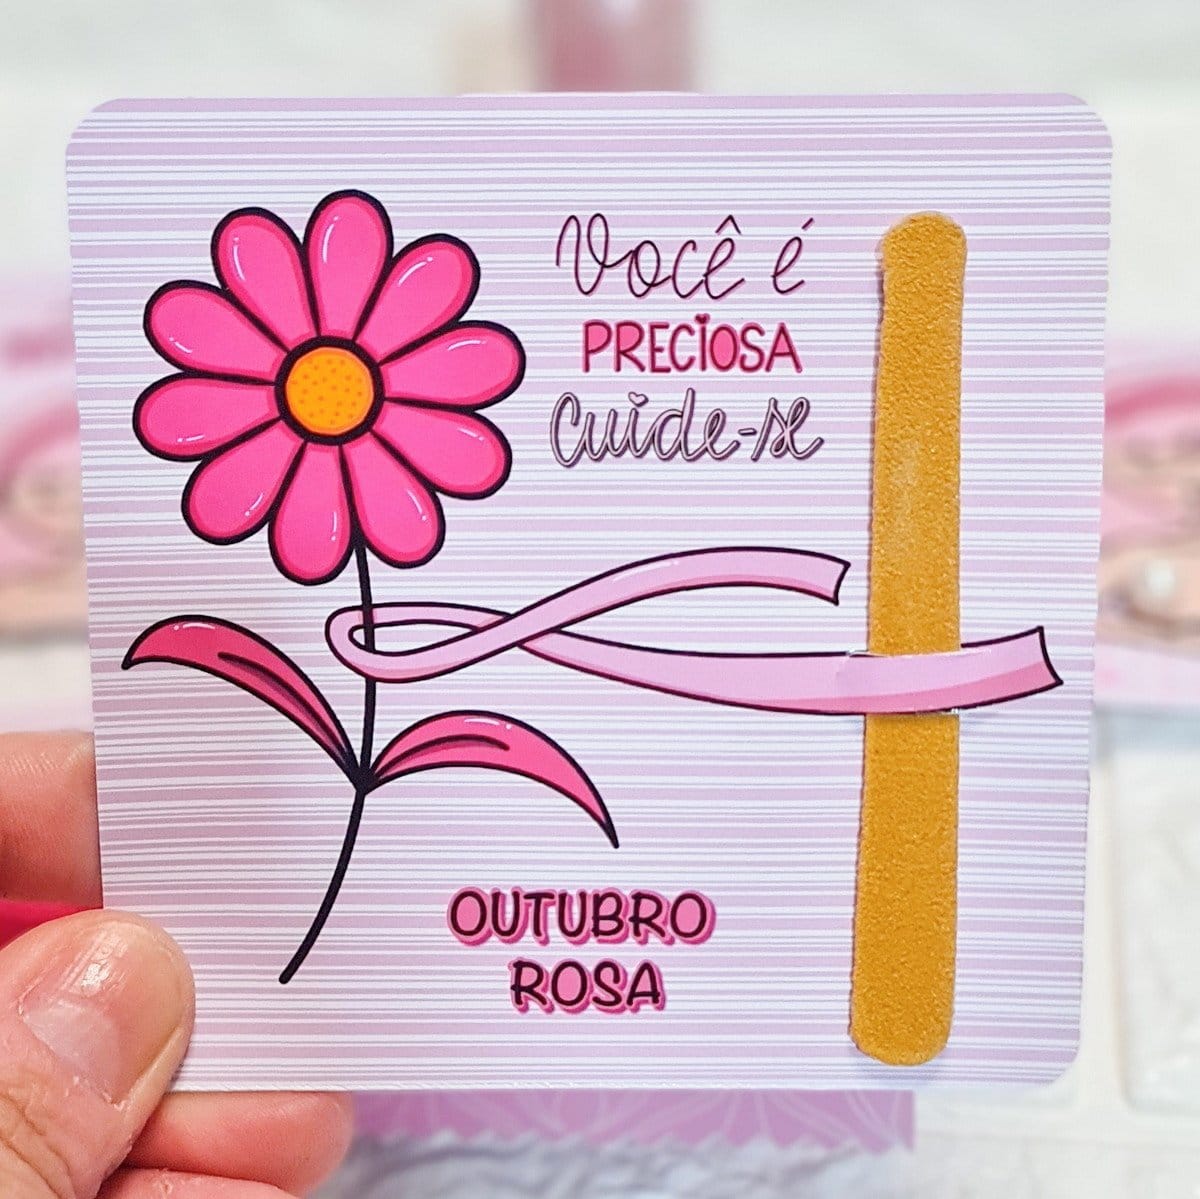 Você é
PRECIOSA
Cuide-se
OUTUBRO
ROSA